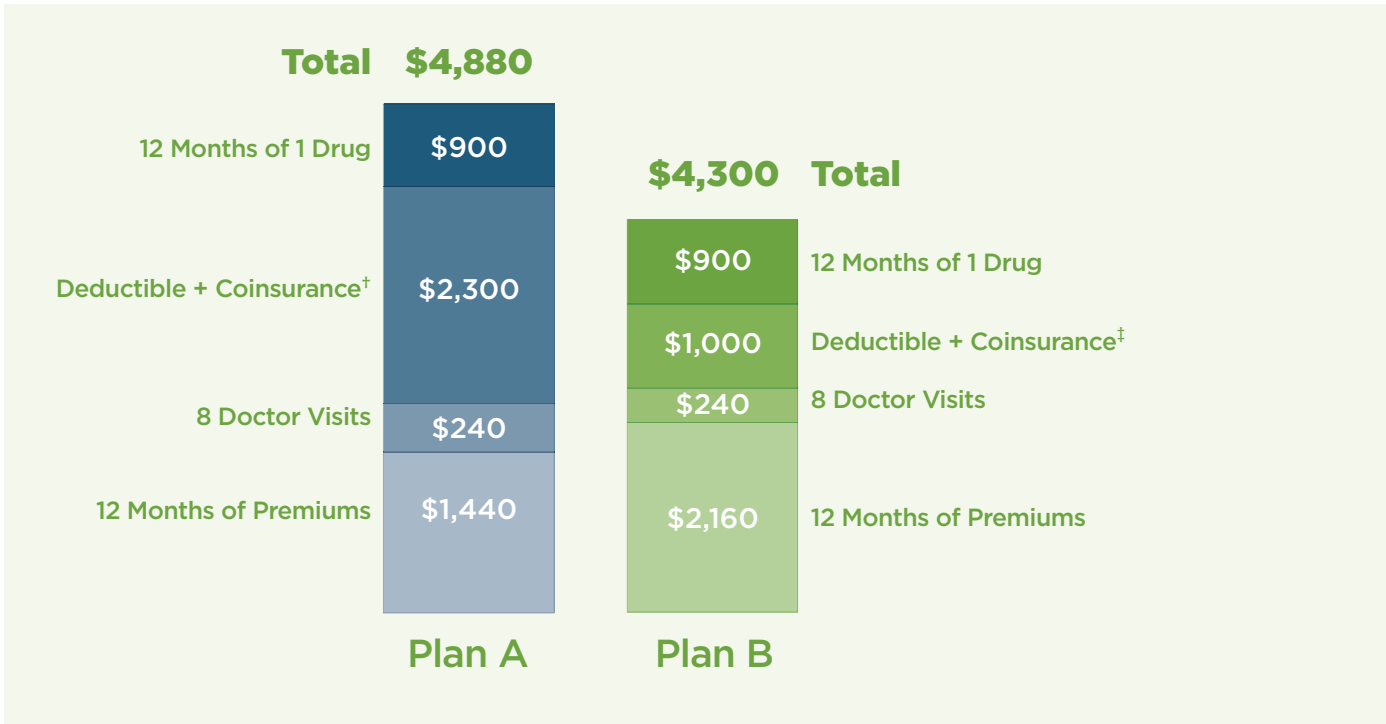 Total $4,880
12 Months of 1 Drug $900
Deductible + Coinsurance† $2,300
8 Doctor Visits $240
12 Months of Premiums $1,440
Plan A
$4,300 Total
$900 12 Months of 1 Drug
$1,000 Deductible + Coinsurance‡
$240 8 Doctor Visits
$2,160 12 Months of Premiums
Plan B